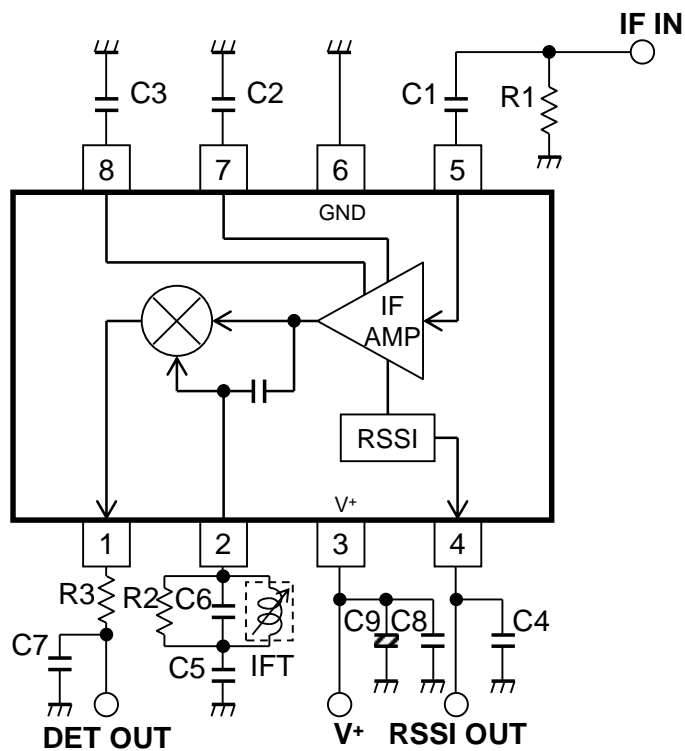 IF IN
C3
C2
C1
R1
8
7
6
5
GND
IF
AMP
RSSI
V+
1
2
3
4
R3
R2
C6
C9
C8
C4
C7
C5
IFT
DET OUT
V+
RSSI OUT